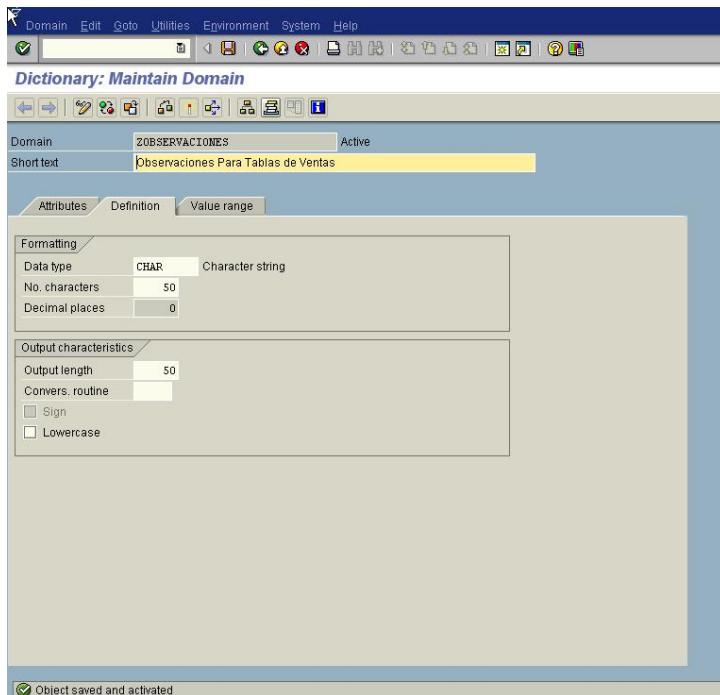 Domain Edit Goto Utilities Environment System Help
Dictionary: Maintain Domain
Domain ZOBSERVACIONES Active
Short text Observaciones Para Tablas de Ventas
Attributes Definition Value range
Formatting
Data type CHAR Character string
No. characters 50
Decimal places 0
Output characteristics
Output length 50
Convers. routine
Sign
Lowercase
Object saved and activated